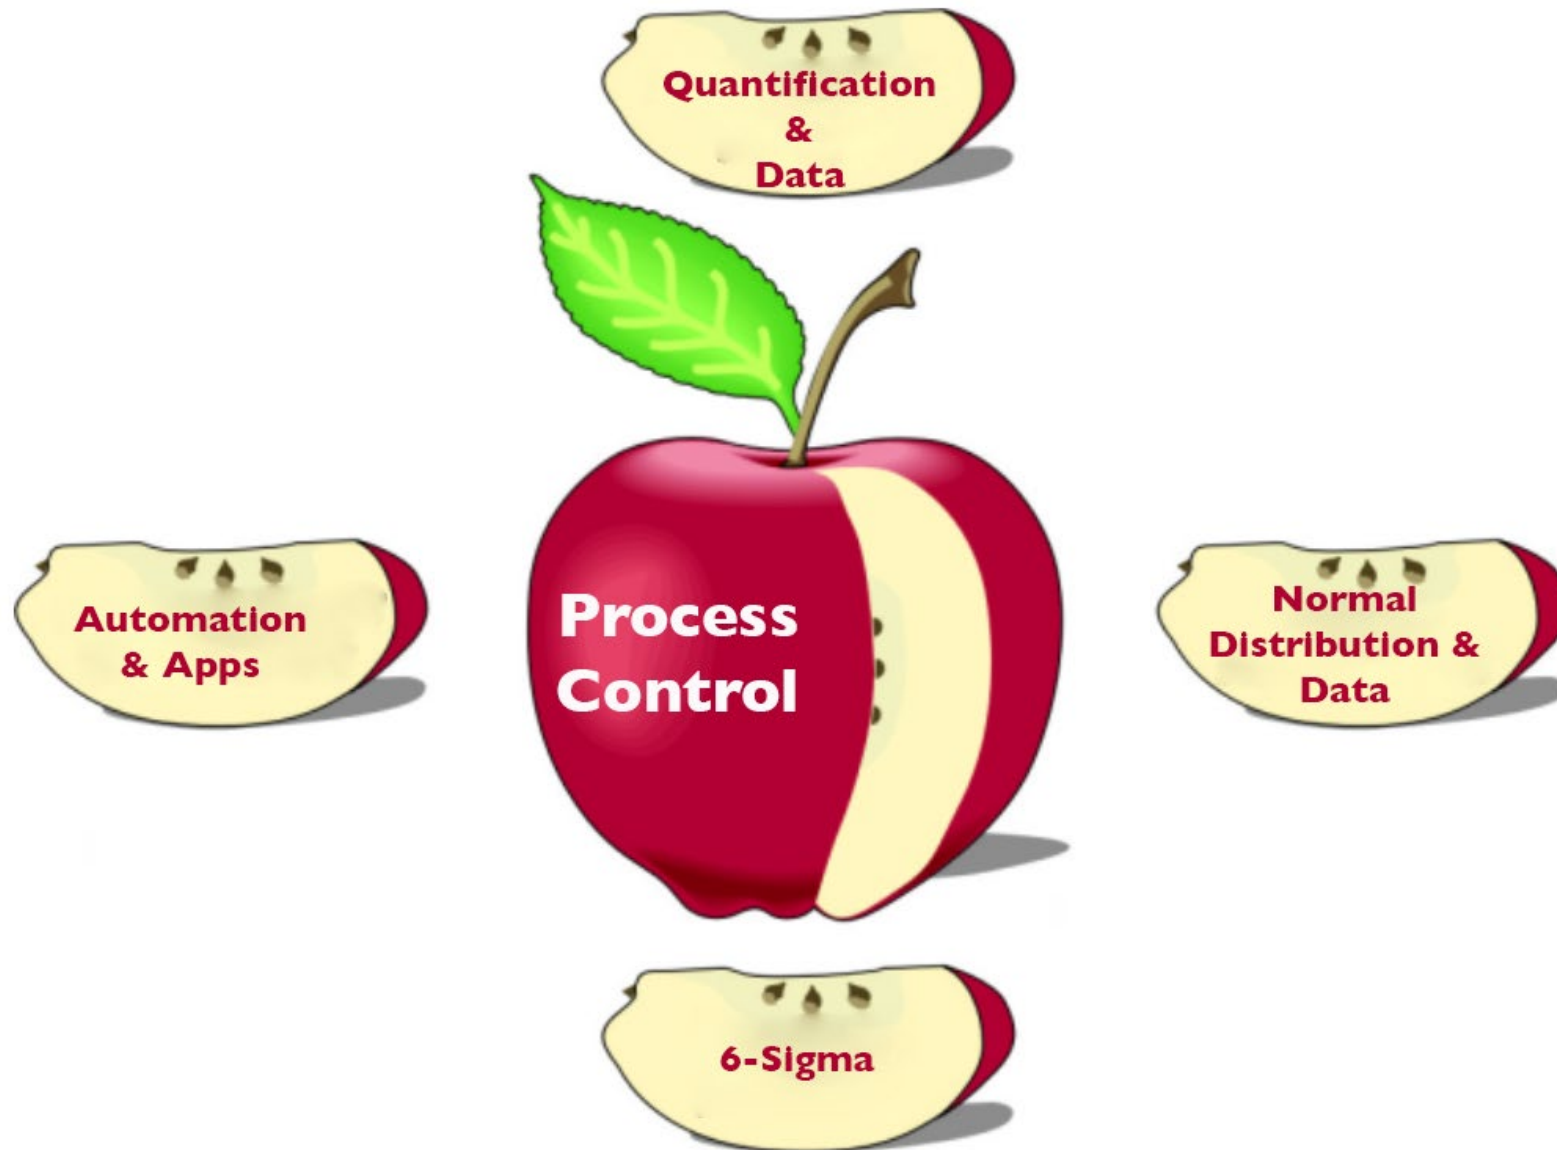 Quantification
&
Data
Process
Control
Automation
& Apps
Normal
Distribution &
Data
6-Sigma